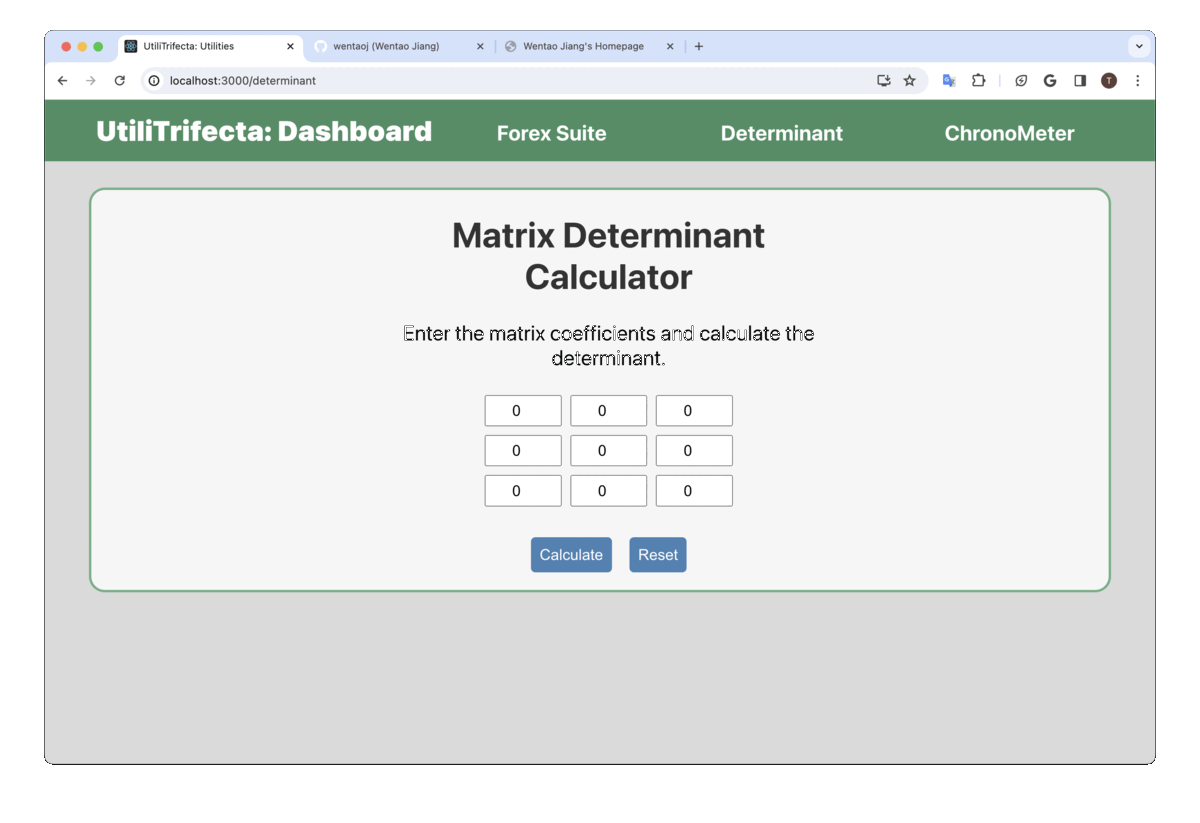 UtiliTrifecta: Utilities
wentaoj (Wentao Jiang)
Wentao Jiang's Homepage
localhost:3000/determinant
G
T
UtiliTrifecta: Dashboard Forex Suite Determinant ChronoMeter
Matrix Determinant
Calculator
Enter the matrix coefficients and calculate the
determinant.
0 0 0
0 0 0
0 0 0
Calculate Reset